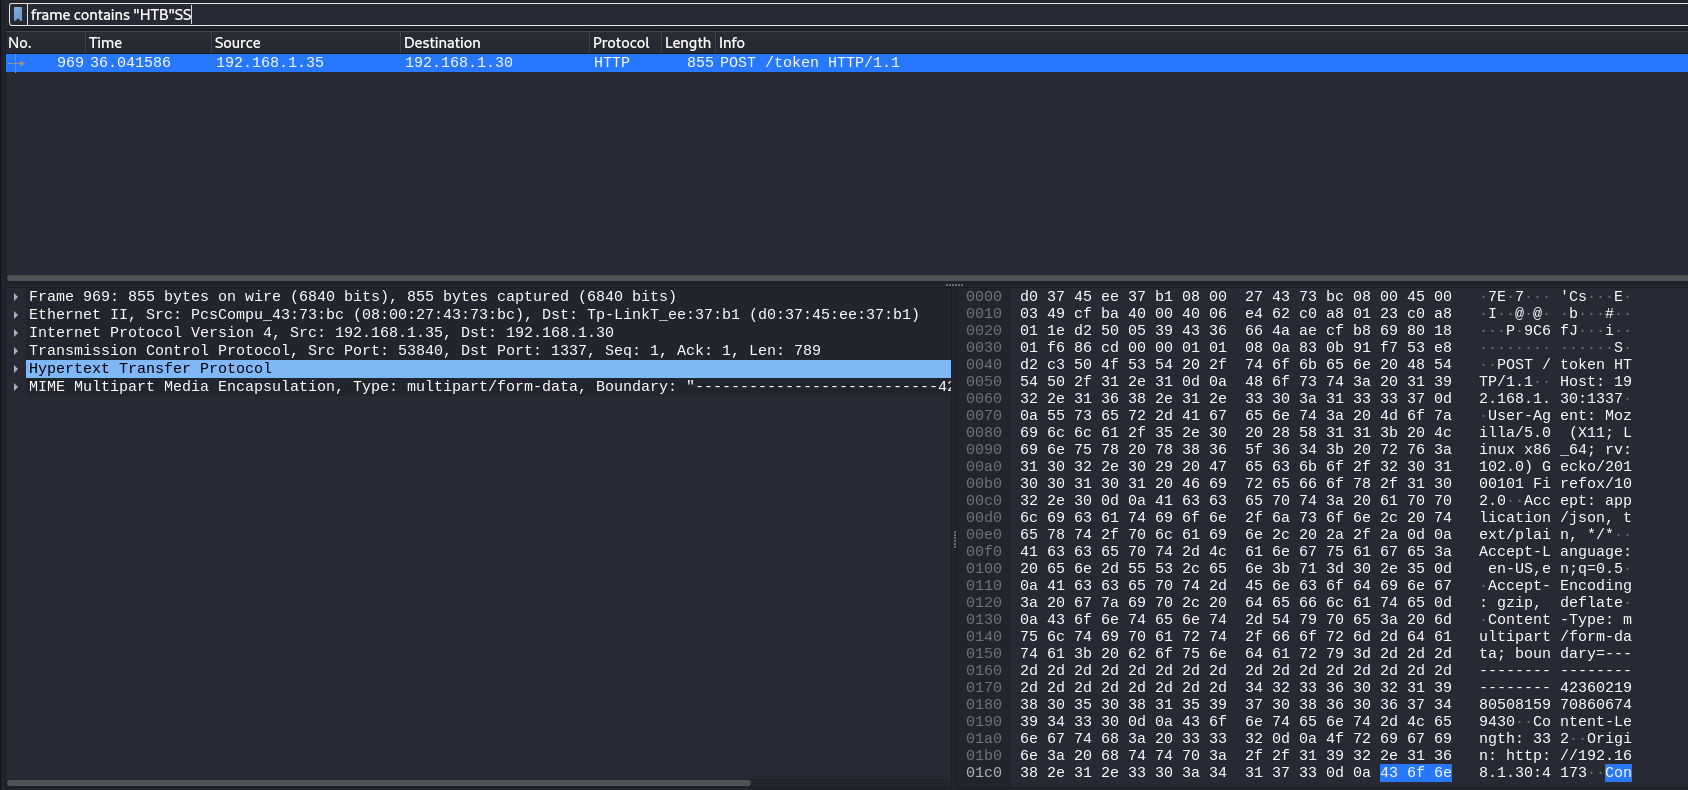 frame contains "HTB"SS
No. Time Source Destination Protocol Length Info
969 36.041586 192.168.1.35 192.168.1.30 HTTP 855 POST /token HTTP/1.1
Frame 969: 855 bytes on wire (6840 bits), 855 bytes captured (6840 bits)
Ethernet II, Src: PcsCompu_43:73:bc (08:00:27:43:73:bc), Dst: Tp-LinkT_ee:37:b1 (d0:37:45:ee:37:b1)
Internet Protocol Version 4, Src: 192.168.1.35, Dst: 192.168.1.30
Transmission Control Protocol, Src Port: 53840, Dst Port: 1337, Seq: 1, Ack: 1, Len: 789
Hypertext Transfer Protocol
MIME Multipart Media Encapsulation, Type: multipart/form-data, Boundary: "---------------------------42
0000 d0 37 45 ee 37 b1 08 00 27 43 73 bc 08 00 45 00 ·7E·7··· 'Cs···E·
0010 03 49 cf ba 40 00 40 06 e4 62 c0 a8 01 23 c0 a8 ·I··@·@· ·b···#··
0020 01 1e d2 50 05 39 43 36 66 4a ae cf b8 69 80 18 ···P·9C6 fJ···i··
0030 01 f6 86 cd 00 00 01 01 08 0a 83 0b 91 f7 53 e8 ········ ······S·
0040 d2 c3 50 4f 53 54 20 2f 74 6f 6b 65 6e 20 48 54 ··POST / token HT
0050 54 50 2f 31 2e 31 0d 0a 48 6f 73 74 3a 20 31 39 TP/1.1·· Host: 19
0060 32 2e 31 36 38 2e 31 2e 33 30 3a 31 33 33 37 0d 2.168.1. 30:1337·
0070 0a 55 73 65 72 2d 41 67 65 6e 74 3a 20 4d 6f 7a ·User-Ag ent: Moz
0080 69 6c 6c 61 2f 35 2e 30 20 28 58 31 31 3b 20 4c illa/5.0 (X11; L
0090 69 6e 75 78 20 78 38 36 5f 36 34 3b 20 72 76 3a inux x86 _64; rv:
00a0 31 30 32 2e 30 29 20 47 65 63 6b 6f 2f 32 30 31 102.0) G ecko/201
00b0 30 30 31 30 31 20 46 69 72 65 66 6f 78 2f 31 30 00101 Fi refox/10
00c0 32 2e 30 0d 0a 41 63 63 65 70 74 3a 20 61 70 70 2.0··Acc ept: app
00d0 6c 69 63 61 74 69 6f 6e 2f 6a 73 6f 6e 2c 20 74 lication /json, t
00e0 65 78 74 2f 70 6c 61 69 6e 2c 20 2a 2f 2a 0d 0a ext/plai n, */*··
00f0 41 63 63 65 70 74 2d 4c 61 6e 67 75 61 67 65 3a Accept-L anguage:
0100 20 65 6e 2d 55 53 2c 65 6e 3b 71 3d 30 2e 35 0d en-US,e n;q=0.5·
0110 0a 41 63 63 65 70 74 2d 45 6e 63 6f 64 69 6e 67 ·Accept- Encoding
0120 3a 20 67 7a 69 70 2c 20 64 65 66 6c 61 74 65 0d : gzip, deflate·
0130 0a 43 6f 6e 74 65 6e 74 2d 54 79 70 65 3a 20 6d ·Content -Type: m
0140 75 6c 74 69 70 61 72 74 2f 66 6f 72 6d 2d 64 61 ultipart /form-da
0150 74 61 3b 20 62 6f 75 6e 64 61 72 79 3d 2d 2d 2d ta; boun dary=---
0160 2d 2d 2d 2d 2d 2d 2d 2d 2d 2d 2d 2d 2d 2d 2d 2d -------- --------
0170 2d 2d 2d 2d 2d 2d 2d 2d 34 32 33 36 30 32 31 39 -------- 42360219
0180 38 30 35 30 38 31 35 39 37 30 38 36 30 36 37 34 80508159 70860674
0190 39 34 33 30 0d 0a 43 6f 6e 74 65 6e 74 2d 4c 65 9430··Co ntent-Le
01a0 6e 67 74 68 3a 20 33 33 32 0d 0a 4f 72 69 67 69 ngth: 33 2··Origi
01b0 6e 3a 20 68 74 74 70 3a 2f 2f 31 39 32 2e 31 36 n: http: //192.16
01c0 38 2e 31 2e 33 30 3a 34 31 37 33 0d 0a 43 6f 6e 8.1.30:4 173··Con